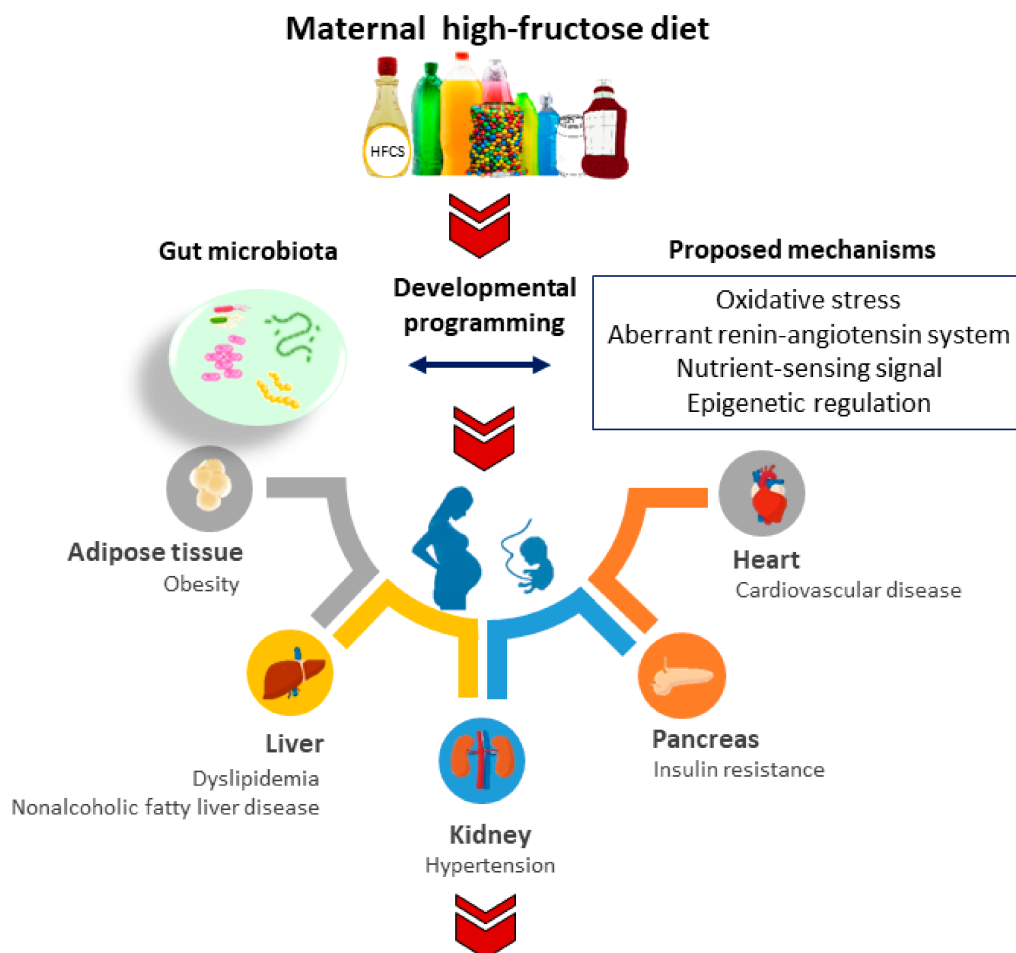 Maternal high-fructose diet
HFCS
Gut microbiota
Developmental
programming
Proposed mechanisms
Oxidative stress
Aberrant renin-angiotensin system
Nutrient-sensing signal
Epigenetic regulation
Adipose tissue
Obesity
Heart
Cardiovascular disease
Liver
Dyslipidemia
Nonalcoholic fatty liver disease
Pancreas
Insulin resistance
Kidney
Hypertension